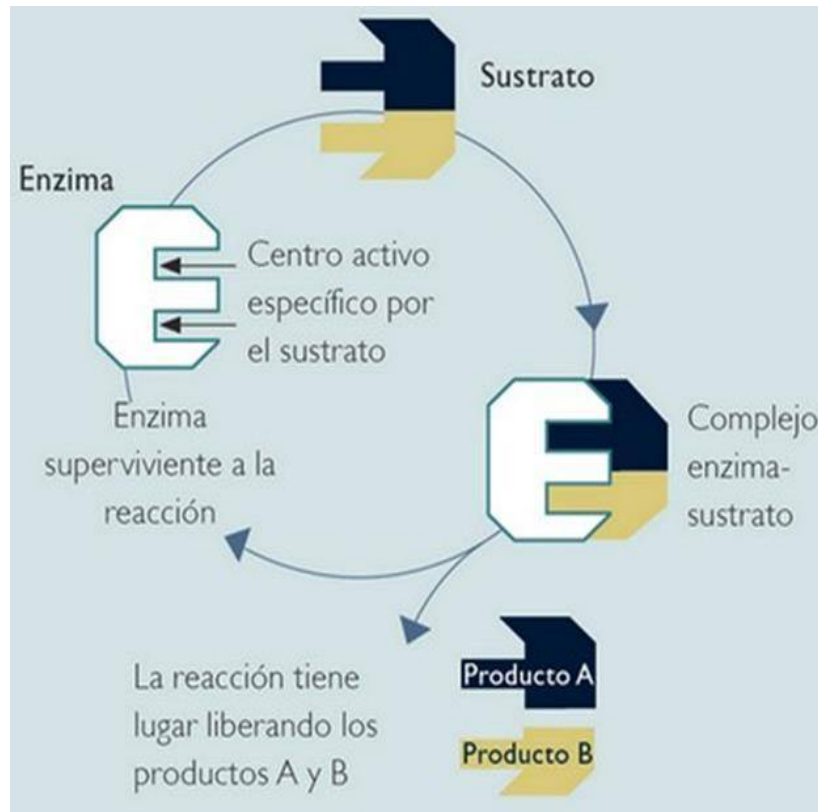 Sustrato
Enzima
Centro activo
específico por
el sustrato
Enzima
superviviente a la
reacción
Complejo
enzima-
sustrato
La reacción tiene
lugar liberando los
productos A y B
Producto A
Producto B